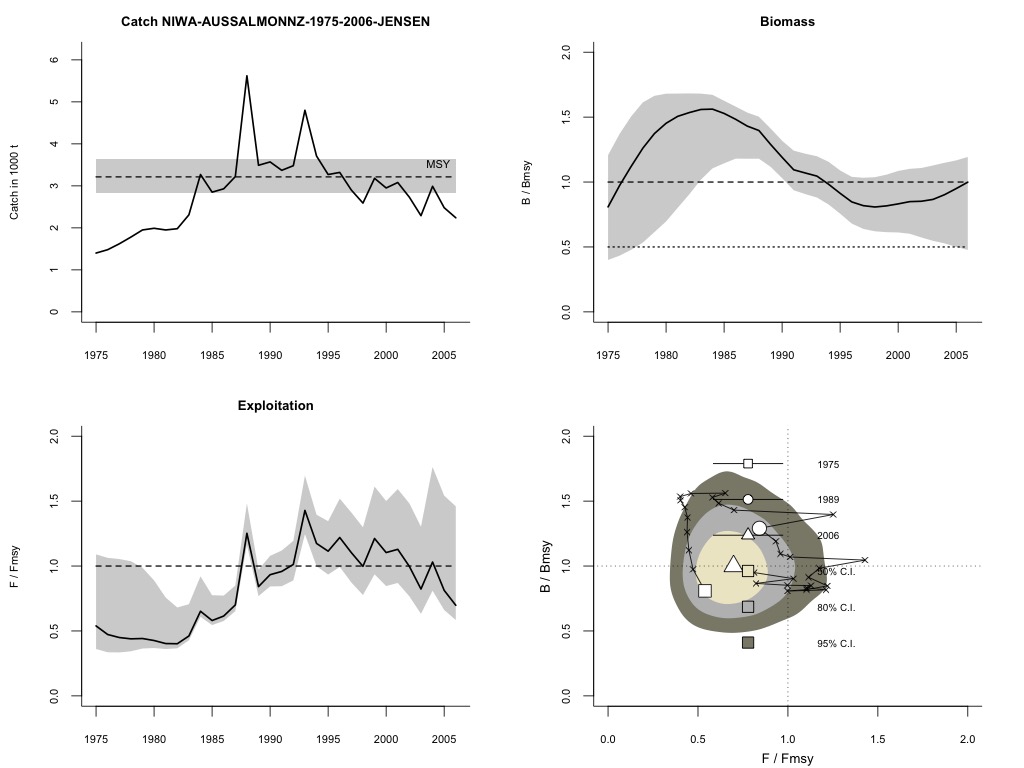 Catch NIWA-AUSSALMONNZ-1975-2006-JENSEN
Catch in 1000 t
0 1 2 3 4 5 6
MSY
1975 1980 1985 1990 1995 2000 2005
Biomass
B / Bmsy
0.0 0.5 1.0 1.5 2.0
1975 1980 1985 1990 1995 2000 2005
Exploitation
F / Fmsy
0.0 0.5 1.0 1.5 2.0
1975 1980 1985 1990 1995 2000 2005
B / Bmsy
0.0 0.5 1.0 1.5 2.0
1975
1989
2006
50% C.I.
80% C.I.
95% C.I.
0.0 0.5 1.0 1.5 2.0
F / Fmsy